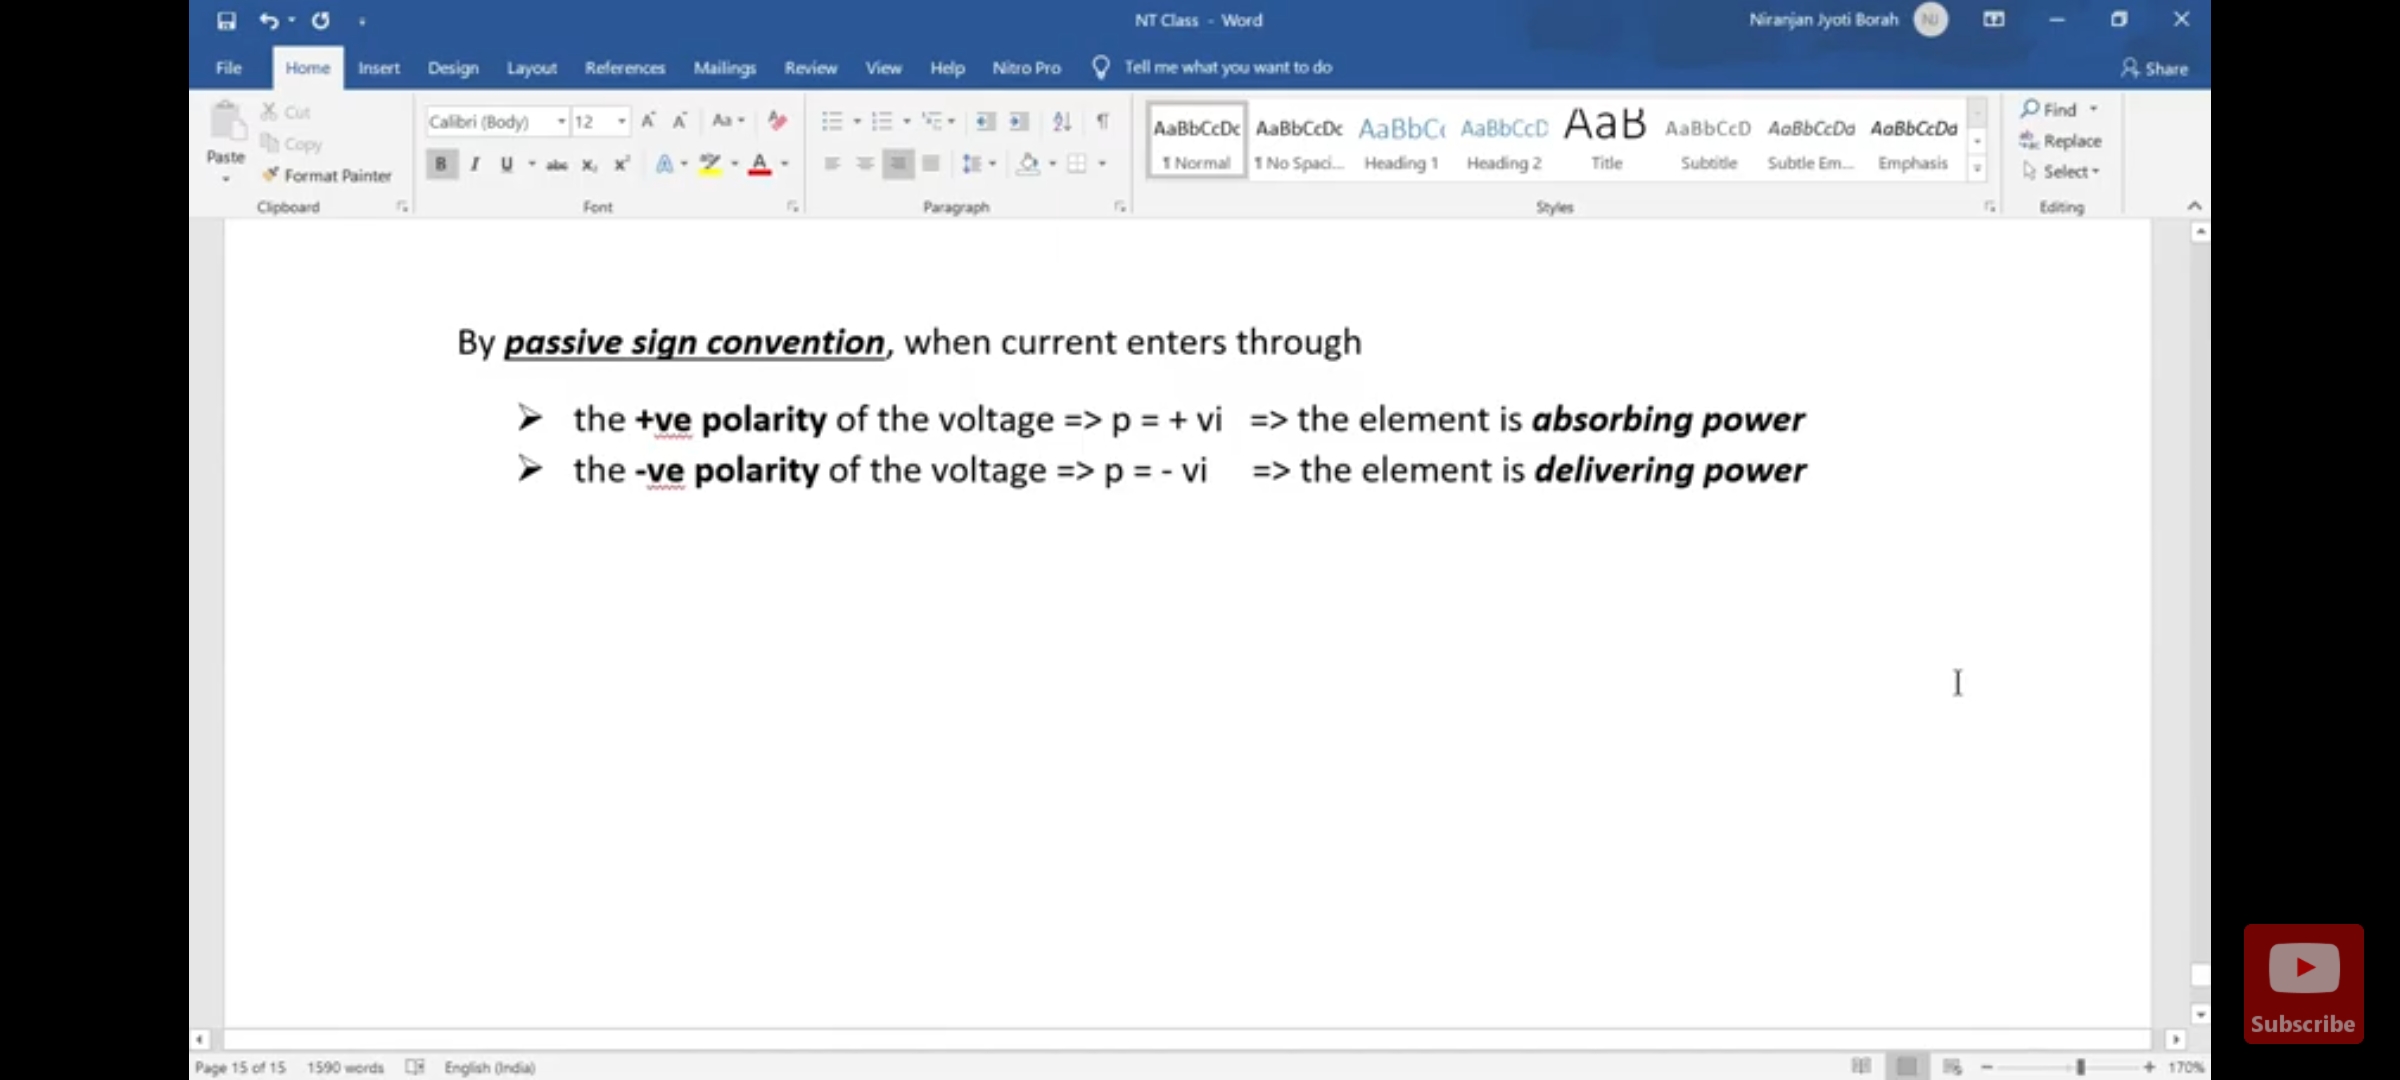 NT Class - Word
Niranjan Jyoti Borah NJ
File Home Insert Design Layout References Mailings Review View Help Nitro Pro Tell me what you want to do Share
Cut
Copy
Paste
Format Painter
Clipboard
Calibri (Body) 12
Font
Paragraph
AaBbCcDc AaBbCcDc AaBbC( AaBbCcD AaB AaBbCcD AaBbCcDd AaBbCcDd
¶ Normal ¶ No Spaci... Heading 1 Heading 2 Title Subtitle Subtle Em... Emphasis
Styles
Find
Replace
Select
Editing
By passive sign convention, when current enters through
➢ the +ve polarity of the voltage => p = + vi => the element is absorbing power
➢ the -ve polarity of the voltage => p = - vi => the element is delivering power
Subscribe
Page 15 of 15 1590 words English (India) 170%